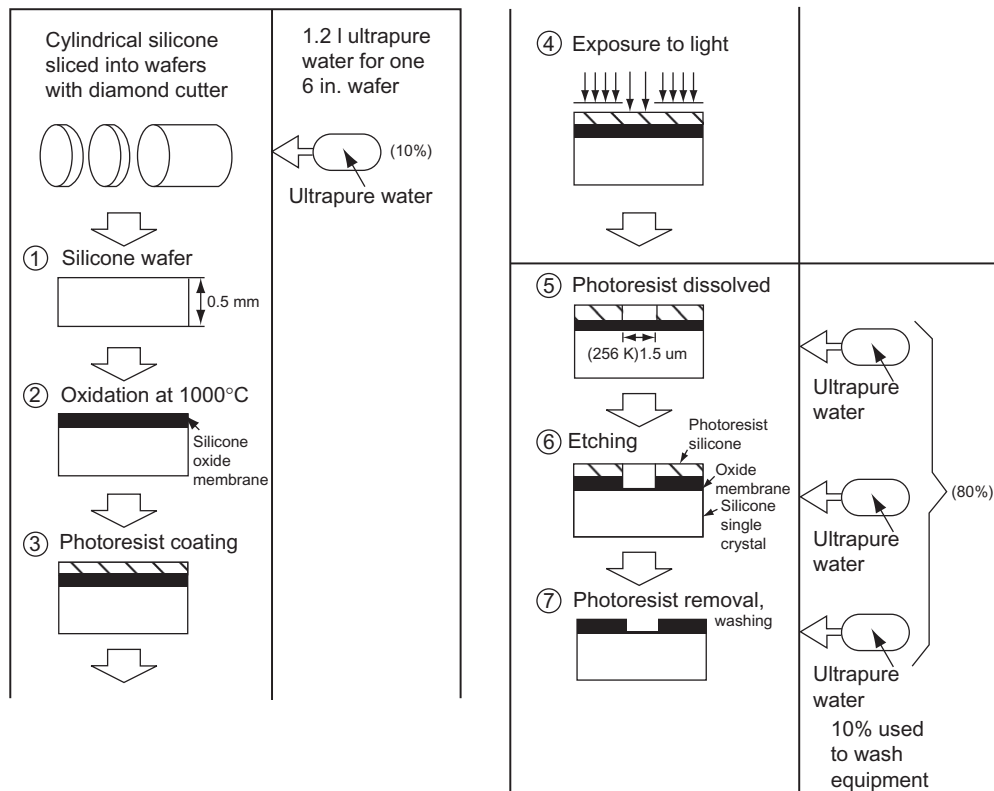 Cylindrical silicone
sliced into wafers
with diamond cutter
1.2 l ultrapure
water for one
6 in. wafer
(10%)
Ultrapure water
1 Silicone wafer
0.5 mm
2 Oxidation at 1000°C
Silicone
oxide
membrane
3 Photoresist coating
4 Exposure to light
5 Photoresist dissolved
(256 K)1.5 um
Ultrapure
water
6 Etching
Photoresist
silicone
Oxide
membrane
Silicone
single
crystal
Ultrapure
water
(80%)
7 Photoresist removal,
washing
Ultrapure
water
10% used
to wash
equipment